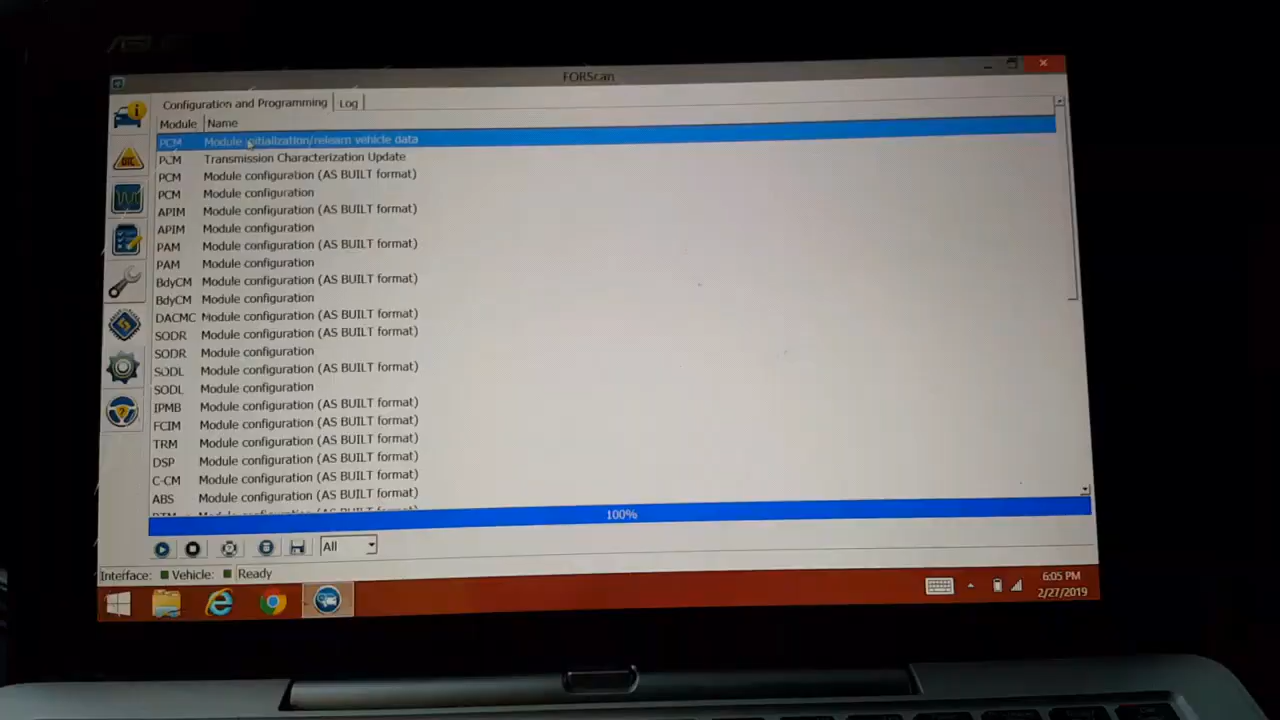 FORScan
Configuration and Programming Log
Module Name
PCM Module initialization/relearn vehicle data
PCM Transmission Characterization Update
PCM Module configuration (AS BUILT format)
PCM Module configuration
APIM Module configuration (AS BUILT format)
APIM Module configuration
PAM Module configuration (AS BUILT format)
PAM Module configuration
BdyCM Module configuration (AS BUILT format)
BdyCM Module configuration
DACMC Module configuration (AS BUILT format)
SODR Module configuration (AS BUILT format)
SODR Module configuration
SODL Module configuration (AS BUILT format)
SODL Module configuration
IPMB Module configuration (AS BUILT format)
FCIM Module configuration (AS BUILT format)
TRM Module configuration (AS BUILT format)
DSP Module configuration (AS BUILT format)
C-CM Module configuration (AS BUILT format)
ABS Module configuration (AS BUILT format)
100%
All
Interface: Vehicle: Ready
6:05 PM
2/27/2019